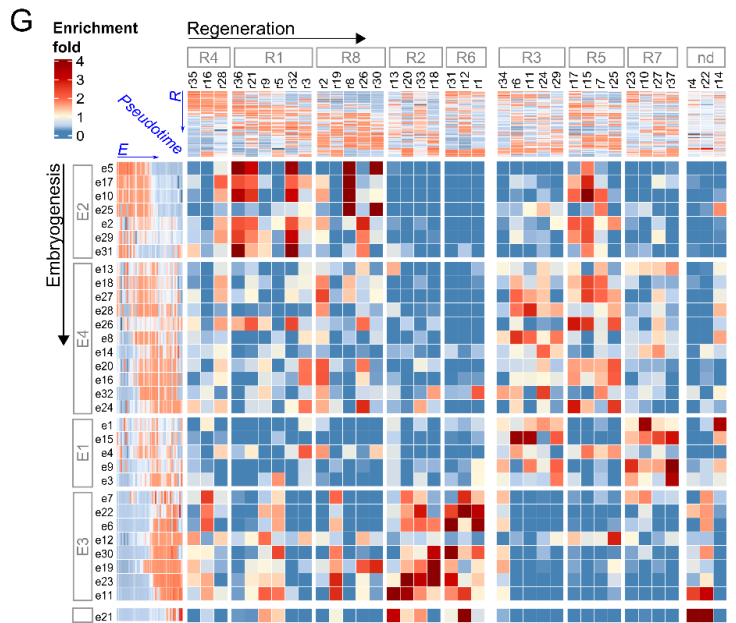 G
Regeneration
Enrichment
fold
4
3
2
1
0
R4 R1 R8 R2 R6 R3 R5 R7 nd
r35 r16 r28 r36 r21 r9 r5 r32 r3 r2 r19 r8 r26 r30 r13 r20 r33 r18 r31 r12 r1 r34 r6 r11 r24 r29 r17 r15 r7 r25 r23 r10 r27 r37 r4 r22 r14
Pseudotime
R
E
Embryogenesis
E2
e5
e17
e10
e25
e2
e29
e31
E4
e13
e18
e27
e28
e26
e8
e14
e20
e16
e32
e24
E1
e1
e15
e4
e9
e3
E3
e7
e22
e6
e12
e30
e19
e23
e11
e21